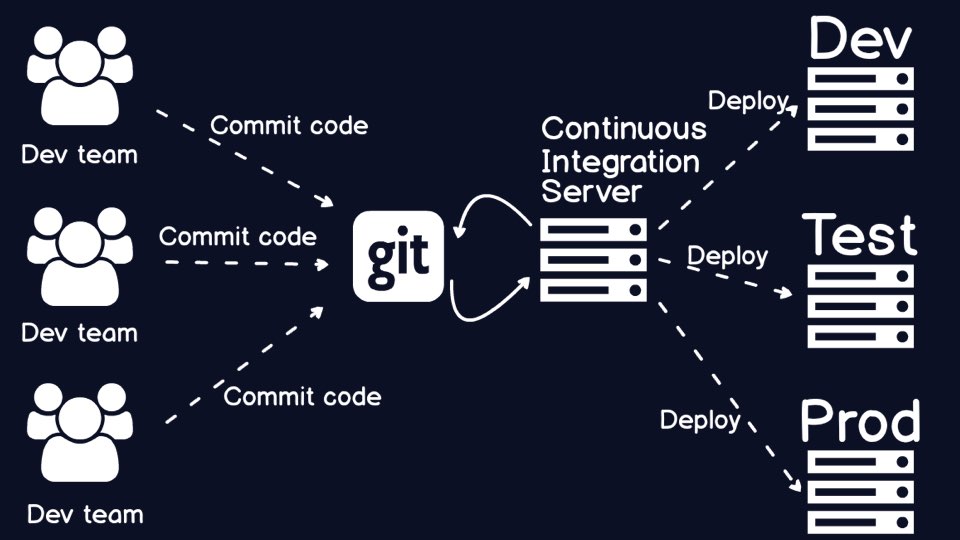 Dev team
Commit code
Dev team
Commit code
Dev team
Commit code
git
Continuous
Integration
Server
Deploy
Dev
Deploy
Test
Deploy
Prod